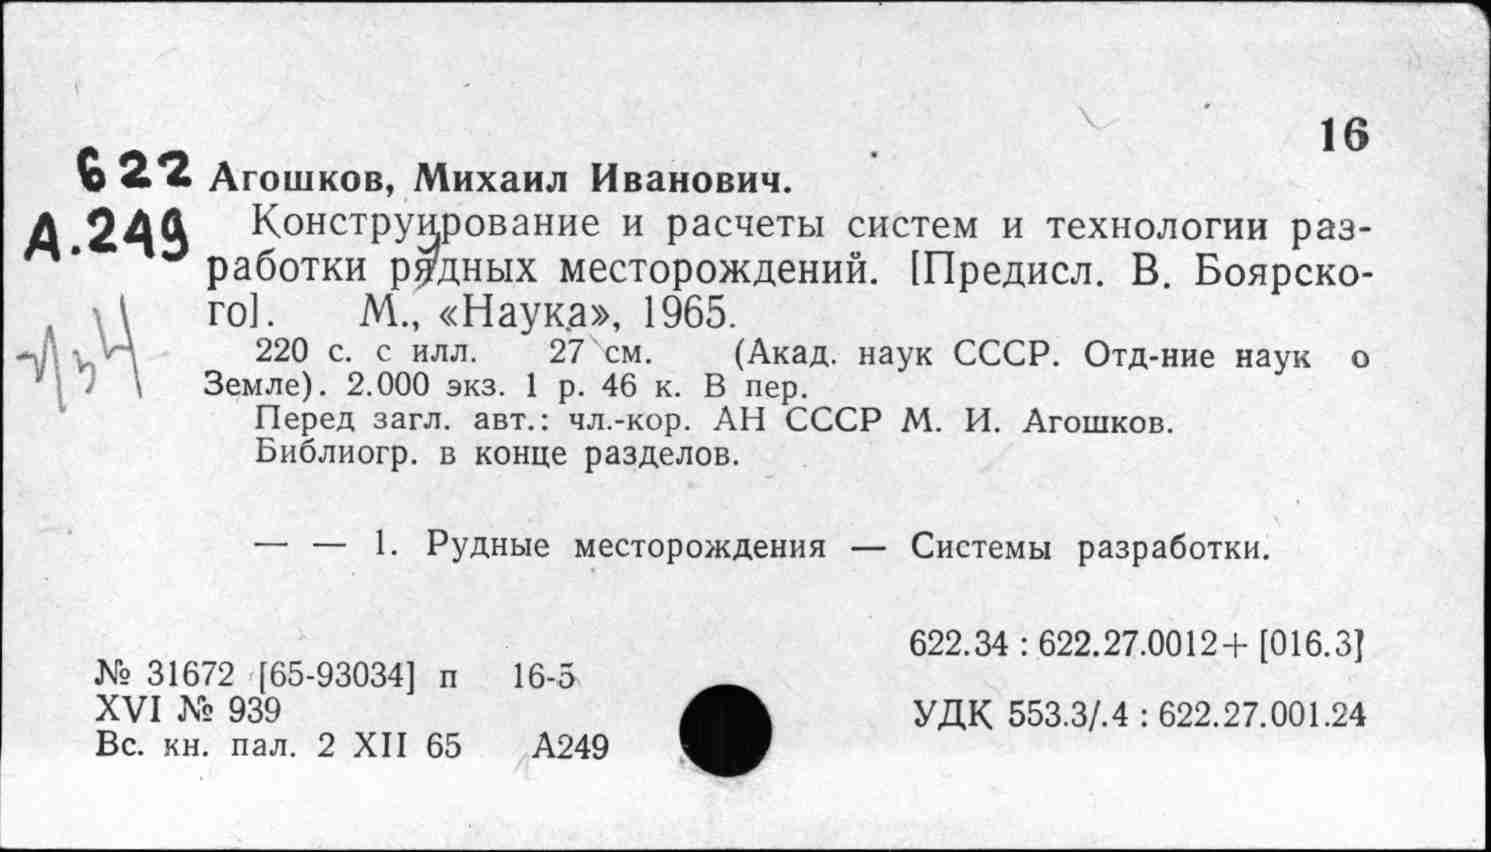 16
622 Агошков, Михаил Иванович.
А.249 Конструирование и расчеты систем и технологии раз-
работки рудных месторождений. [Предисл. В. Боярско-
го]. М., «Наука», 1965.
220 с. с илл. 27 см. (Акад. наук СССР. Отд-ние наук о
Земле). 2.000 экз. 1 р. 46 к. В пер.
Перед загл. авт.: чл.-кор. АН СССР М. И. Агошков.
Библиогр. в конце разделов.
— — 1. Рудные месторождения — Системы разработки.
622.34 : 622.27.0012+ [016.3]
№ 31672 [65-93034] п 16-5
XVI № 939
УДК 553.3/.4 : 622.27.001.24
Вс. кн. пал. 2 XII 65 А249